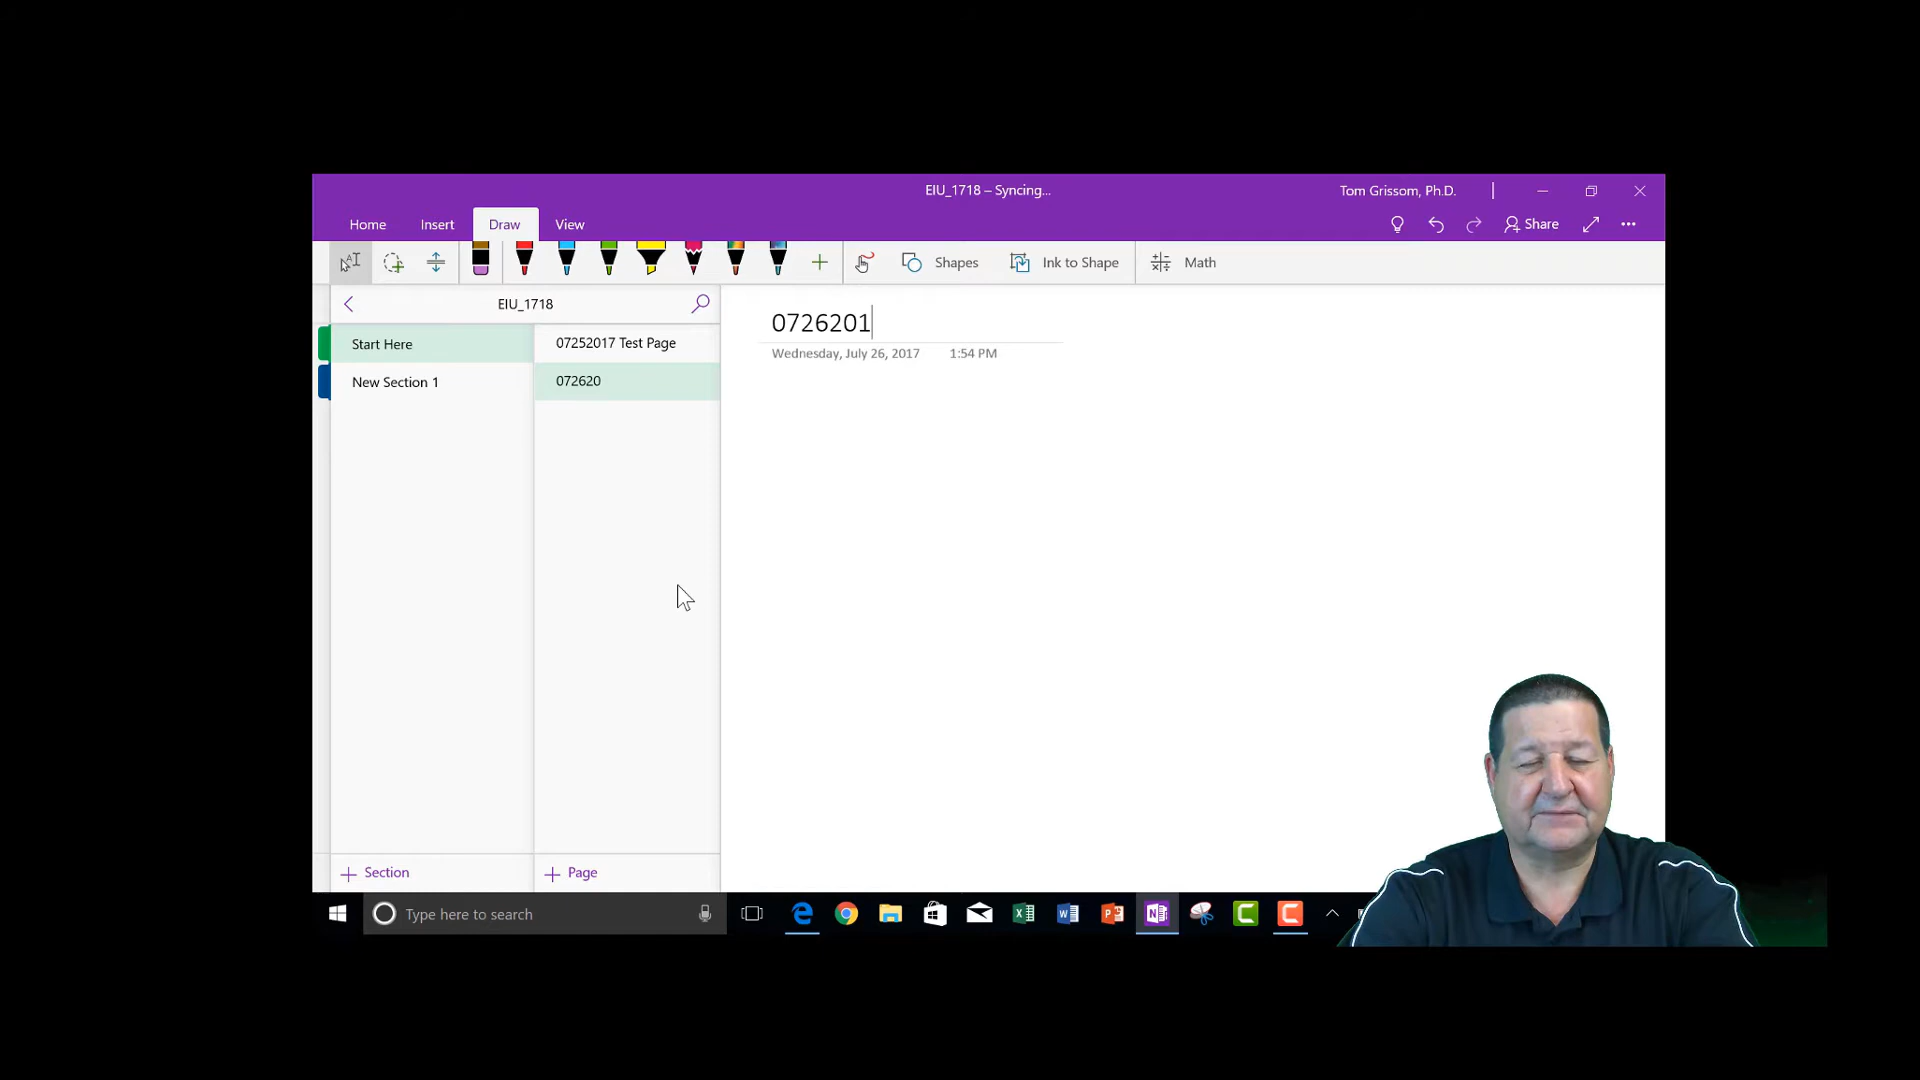 EIU_1718 – Syncing...
Tom Grissom, Ph.D.
Home
Insert
Draw
View
Share
Shapes
Ink to Shape
Math
EIU_1718
Start Here
New Section 1
07252017 Test Page
072620
0726201
Wednesday, July 26, 2017
1:54 PM
Section
Page
Type here to search